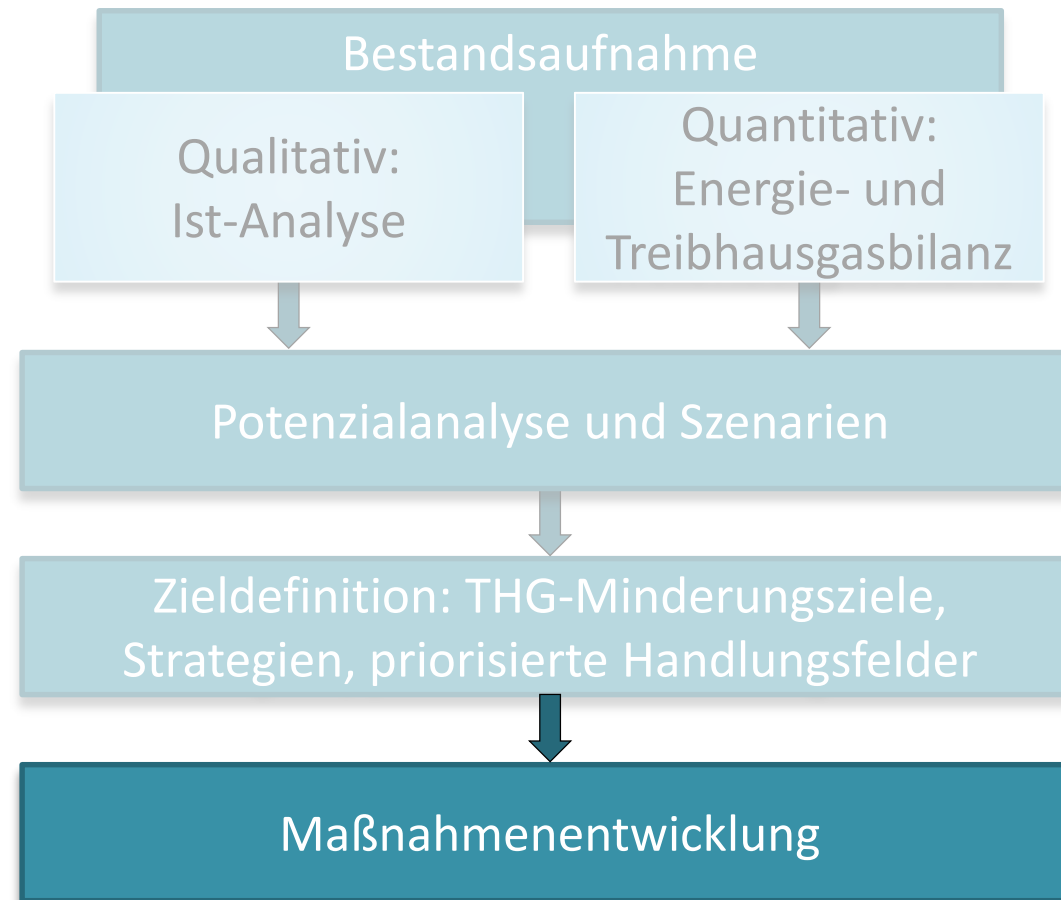 Bestandsaufnahme
Qualitativ:
Ist-Analyse
Quantitativ:
Energie- und
Treibhausgasbilanz
Potenzialanalyse und Szenarien
Zieldefinition: THG-Minderungsziele,
Strategien, priorisierte Handlungsfelder
Maßnahmenentwicklung